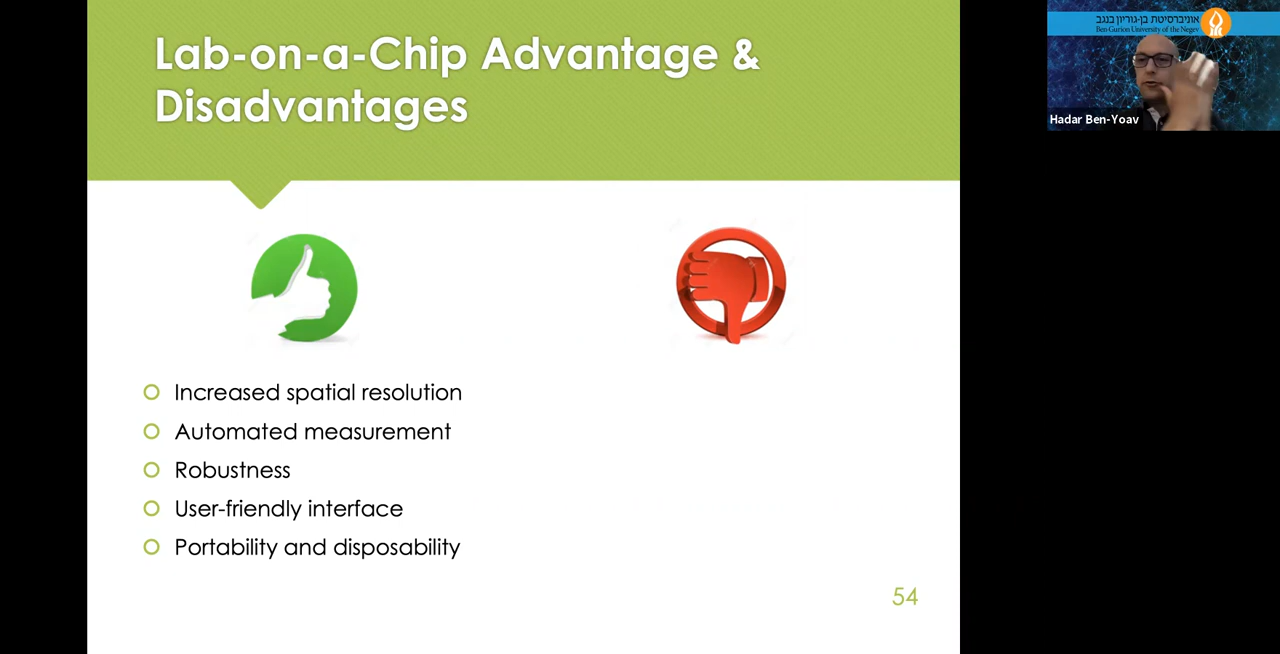 Lab-on-a-Chip Advantage &
Disadvantages
Increased spatial resolution
Automated measurement
Robustness
User-friendly interface
Portability and disposability
54
אוניברסיטת בן-גוריון בנגב
Ben-Gurion University of the Negev
Hadar Ben-Yoav